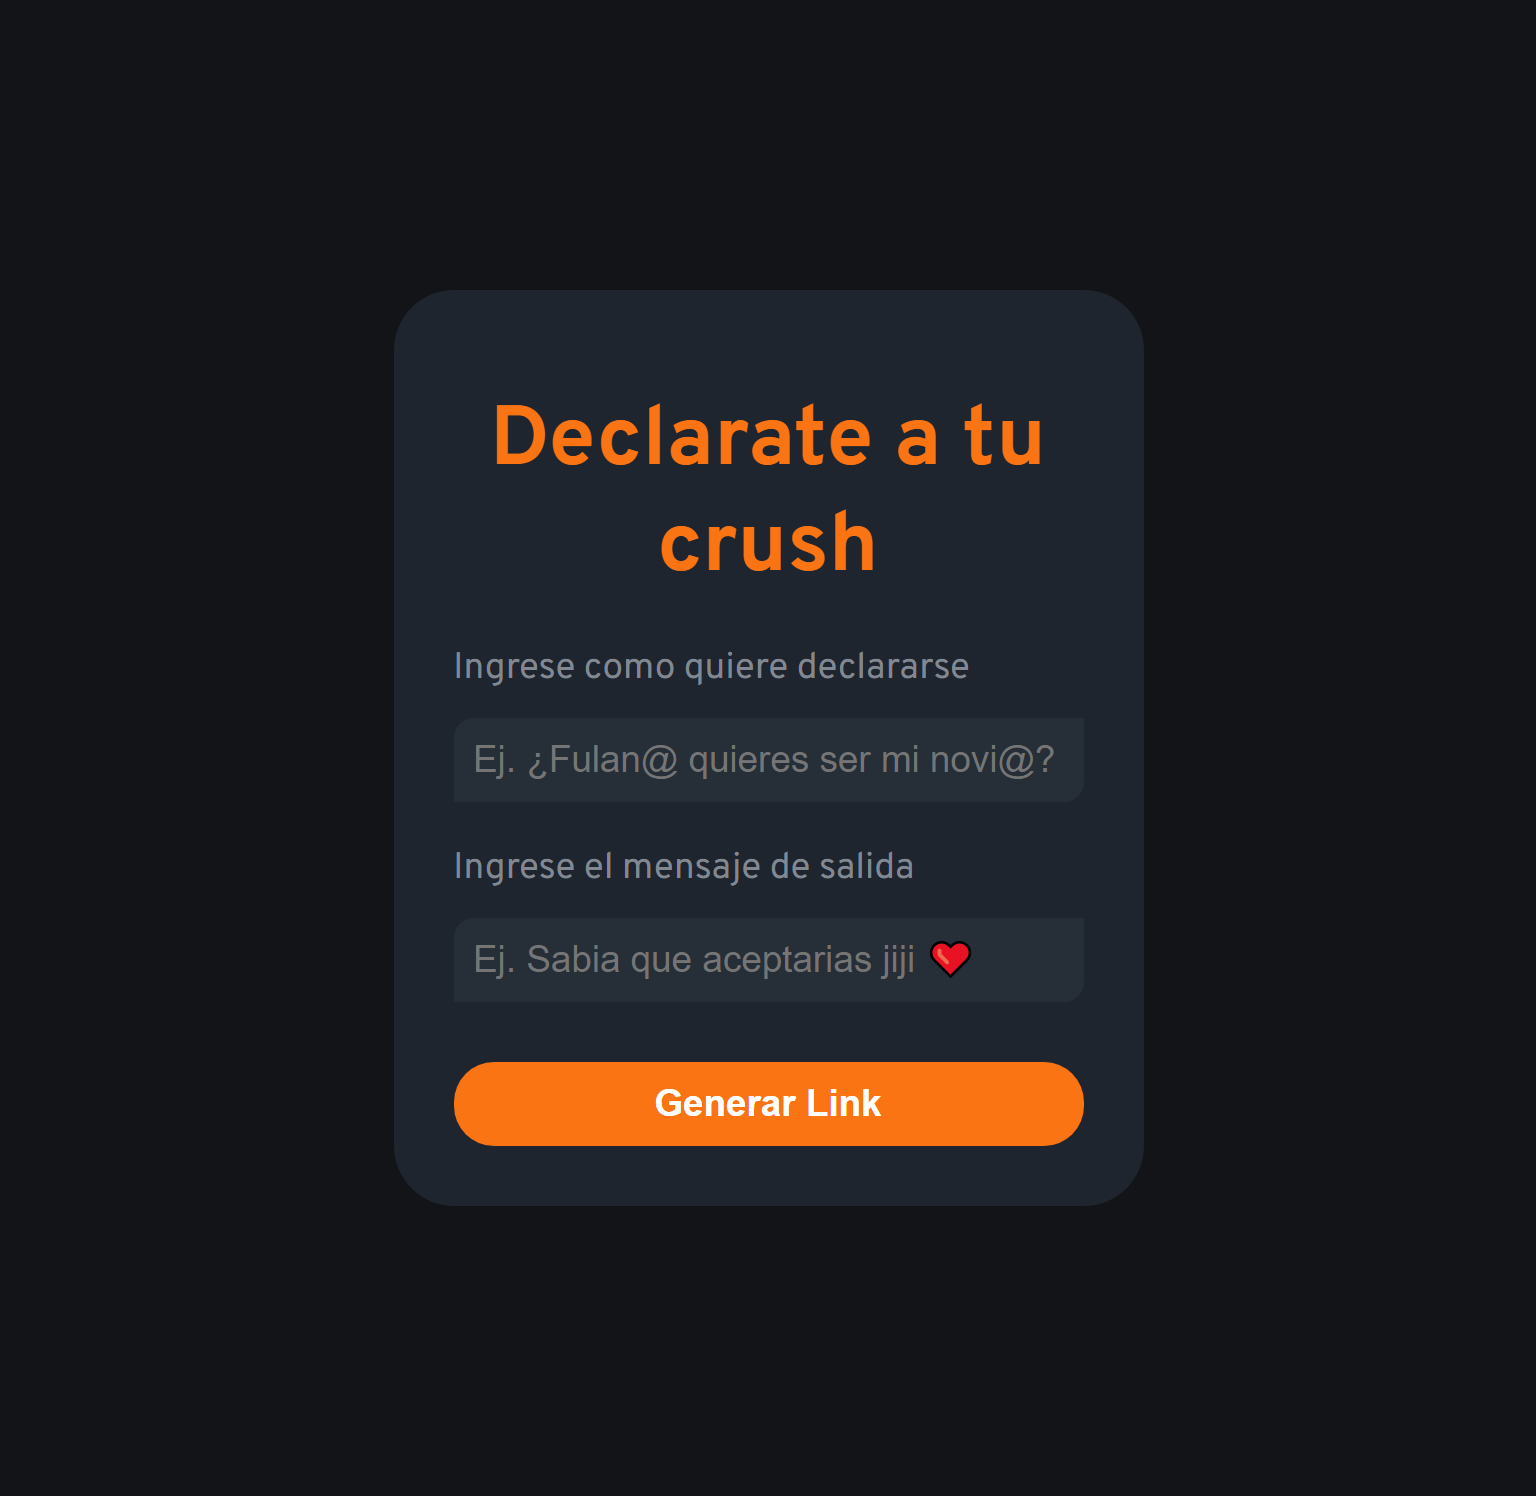 Declarate a tu
crush
Ingrese como quiere declararse
Ej. ¿Fulan@ quieres ser mi novi@?
Ingrese el mensaje de salida
Ej. Sabia que aceptarias jiji ❤️
Generar Link